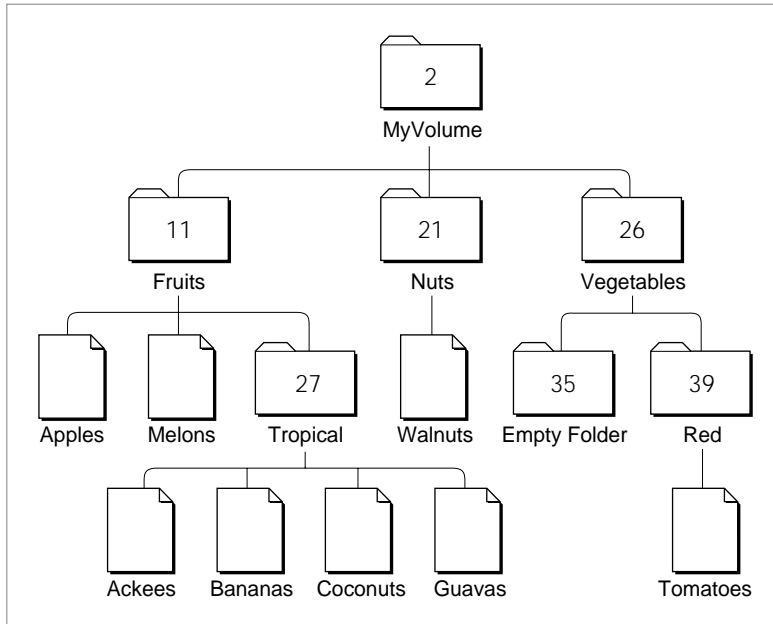 2
MyVolume
11 21 26
Fruits Nuts Vegetables
27 35 39
Apples Melons Tropical Walnuts Empty Folder Red
Ackees Bananas Coconuts Guavas Tomatoes